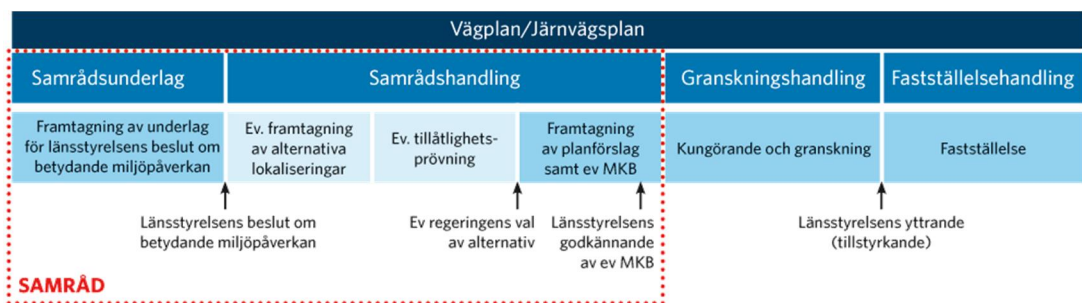 Vägplan/Järnvägsplan
Samrådsunderlag
Samrådshandling
Granskningshandling
Fastställelsehandling
Framtagning av underlag
för länsstyrelsens beslut om
betydande miljöpåverkan
Ev. framtagning
av alternativa
lokaliseringar
Ev. tillåtlighets-
prövning
Framtagning
av planförslag
samt ev MKB
Kungörande och granskning
Fastställelse
Länsstyrelsens beslut om
betydande miljöpåverkan
Ev regeringens val
av alternativ
Länsstyrelsens
godkännande
av ev MKB
Länsstyrelsens yttrande
(tillstyrkande)
SAMRÅD